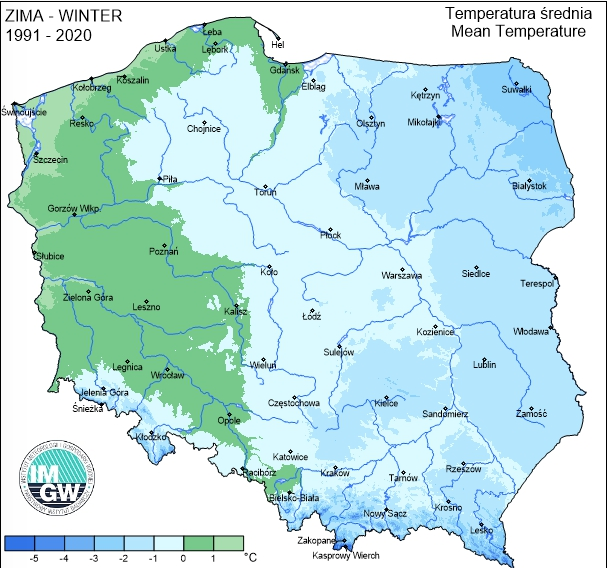 ZIMA - WINTER
1991 - 2020
Temperatura średnia
Mean Temperature
Łeba
Hel
Ustka
Lębork
Gdańsk
Koszalin
Kołobrzeg
Elbląg
Suwałki
Kętrzyn
Świnoujście
Resko
Chojnice
Olsztyn
Mikołajki
Szczecin
Piła
Toruń
Mława
Białystok
Gorzów Wlkp.
Płock
Słubice
Poznań
Koło
Warszawa
Siedlce
Terespol
Zielona Góra
Leszno
Kalisz
Łódź
Kozienice
Włodawa
Sulejów
Legnica
Wrocław
Wieluń
Lublin
Jelenia Góra
Śnieżka
Częstochowa
Kielce
Sandomierz
Zamość
Opole
Kłodzko
Katowice
Racibórz
Kraków
Tarnów
Rzeszów
Bielsko-Biała
Nowy Sącz
Krosno
Lesko
Zakopane
Kasprowy Wierch
IM
GW
-5 -4 -3 -2 -1 0 1 °C